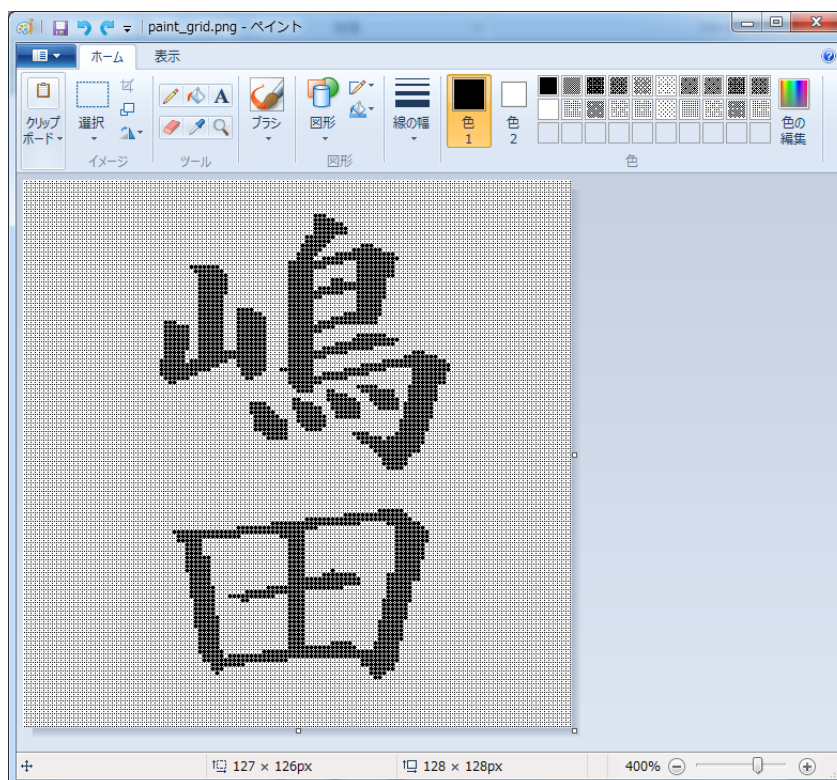 paint_grid.png - ペイント
ホーム 表示
クリップボード
選択
イメージ
A
ツール
ブラシ
図形
図形
線の幅
色
1
色
2
色の
編集
色
嶋
田
127 × 126px
128 × 128px
400%